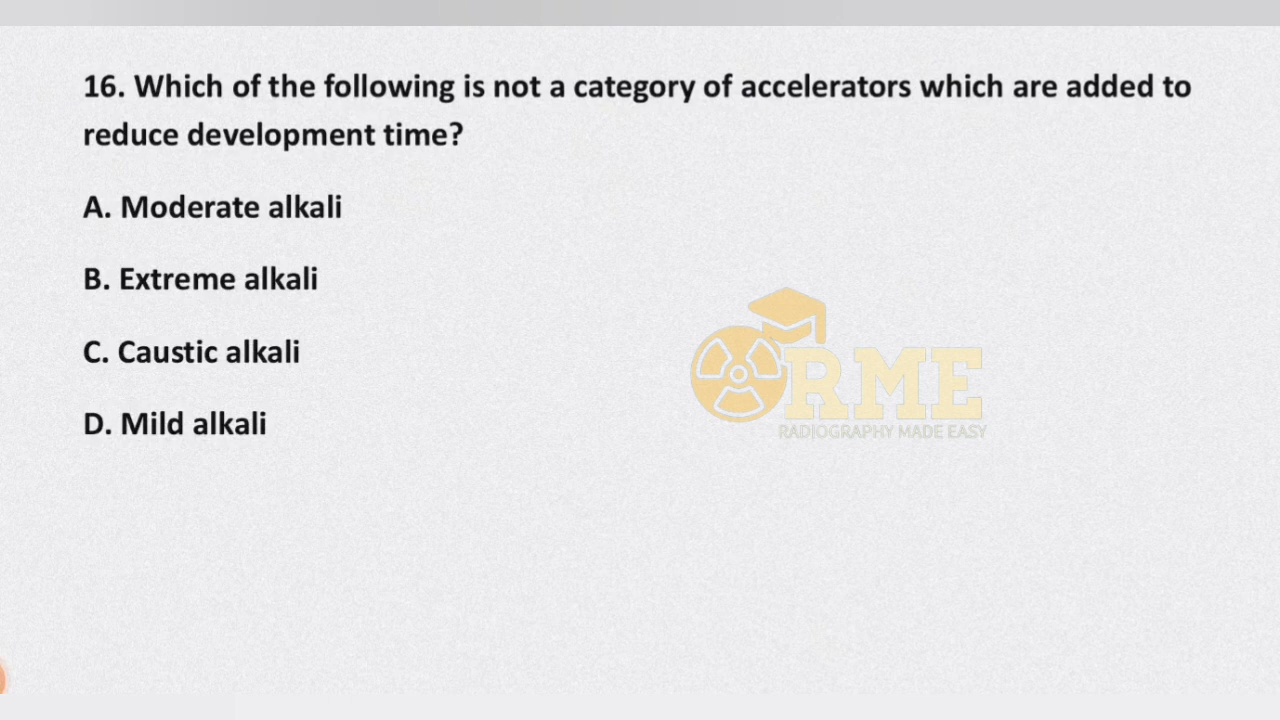 16. Which of the following is not a category of accelerators which are added to
reduce development time?
A. Moderate alkali
B. Extreme alkali
C. Caustic alkali
D. Mild alkali
RME
RADIOGRAPHY MADE EASY